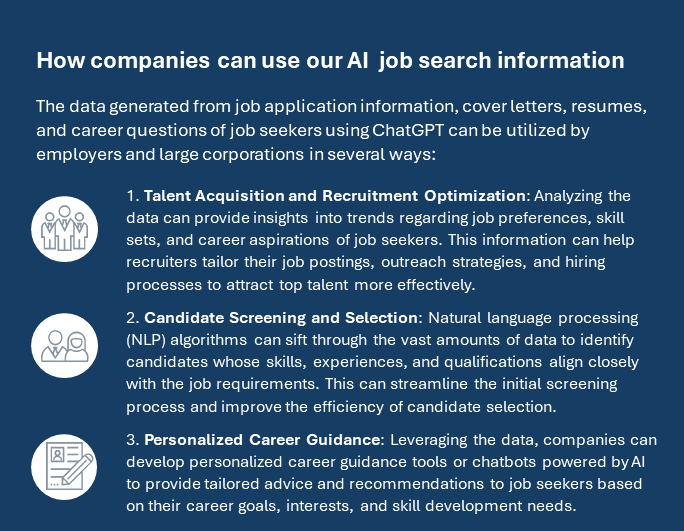 How companies can use our AI job search information
The data generated from job application information, cover letters, resumes,
and career questions of job seekers using ChatGPT can be utilized by
employers and large corporations in several ways:
1. Talent Acquisition and Recruitment Optimization: Analyzing the
data can provide insights into trends regarding job preferences, skill
sets, and career aspirations of job seekers. This information can help
recruiters tailor their job postings, outreach strategies, and hiring
processes to attract top talent more effectively.
2. Candidate Screening and Selection: Natural language processing
(NLP) algorithms can sift through the vast amounts of data to identify
candidates whose skills, experiences, and qualifications align closely
with the job requirements. This can streamline the initial screening
process and improve the efficiency of candidate selection.
3. Personalized Career Guidance: Leveraging the data, companies can
develop personalized career guidance tools or chatbots powered by AI
to provide tailored advice and recommendations to job seekers based
on their career goals, interests, and skill development needs.